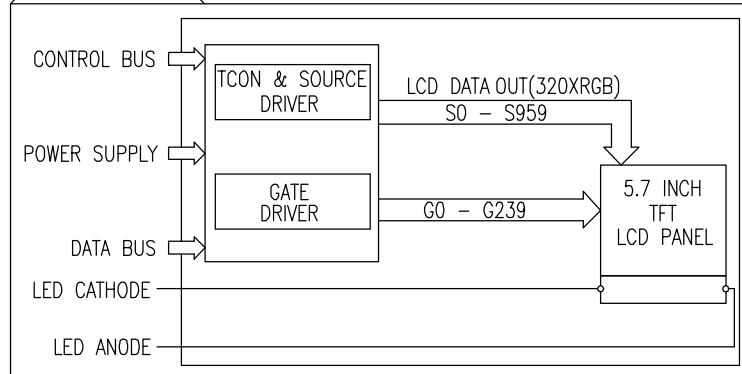 CONTROL BUS
POWER SUPPLY
DATA BUS
LED CATHODE
LED ANODE
TCON & SOURCE
DRIVER
GATE
DRIVER
LCD DATA OUT(320XRGB)
S0 – S959
G0 – G239
5.7 INCH
TFT
LCD PANEL